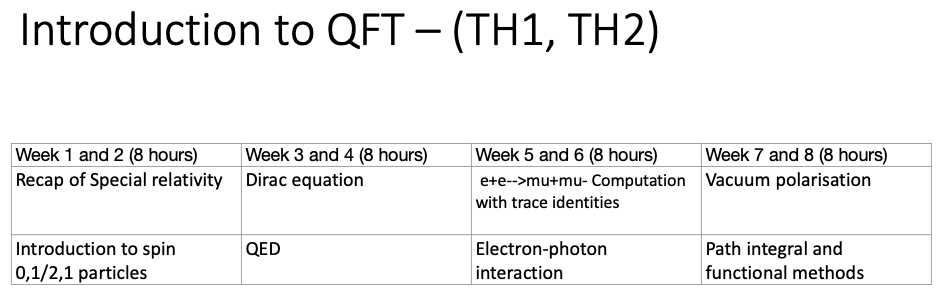 Introduction to QFT – (TH1, TH2)
Week 1 and 2 (8 hours)
Week 3 and 4 (8 hours)
Week 5 and 6 (8 hours)
Week 7 and 8 (8 hours)
Recap of Special relativity
Dirac equation
e+e-->mu+mu- Computation
with trace identities
Vacuum polarisation
Introduction to spin
0,1/2,1 particles
QED
Electron-photon
interaction
Path integral and
functional methods